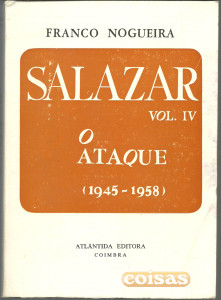 FRANCO NOGUEIRA
SALAZAR
VOL. IV
O
ATAQUE
(1945-1958)
ATLÂNTIDA EDITORA
COIMBRA
coisas